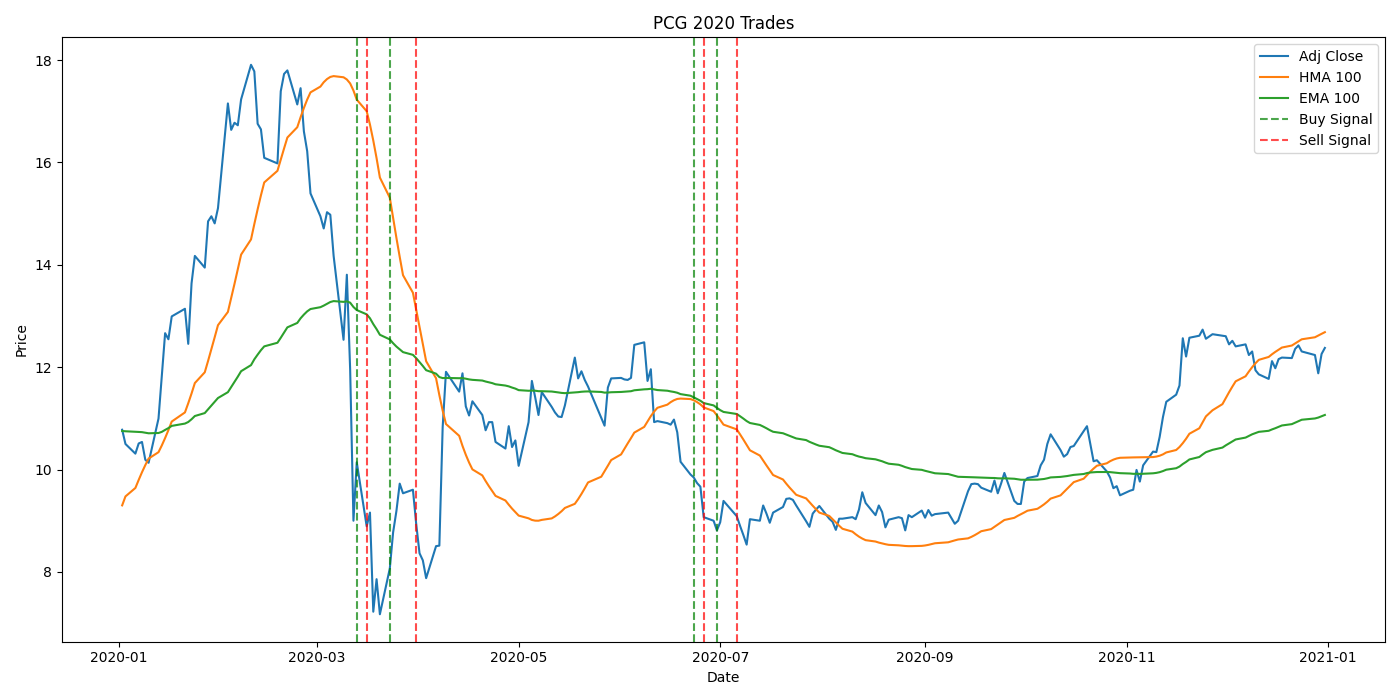 PCG 2020 Trades
Price
18
16
14
12
10
8
Adj Close
HMA 100
EMA 100
Buy Signal
Sell Signal
2020-01
2020-03
2020-05
2020-07
2020-09
2020-11
2021-01
Date